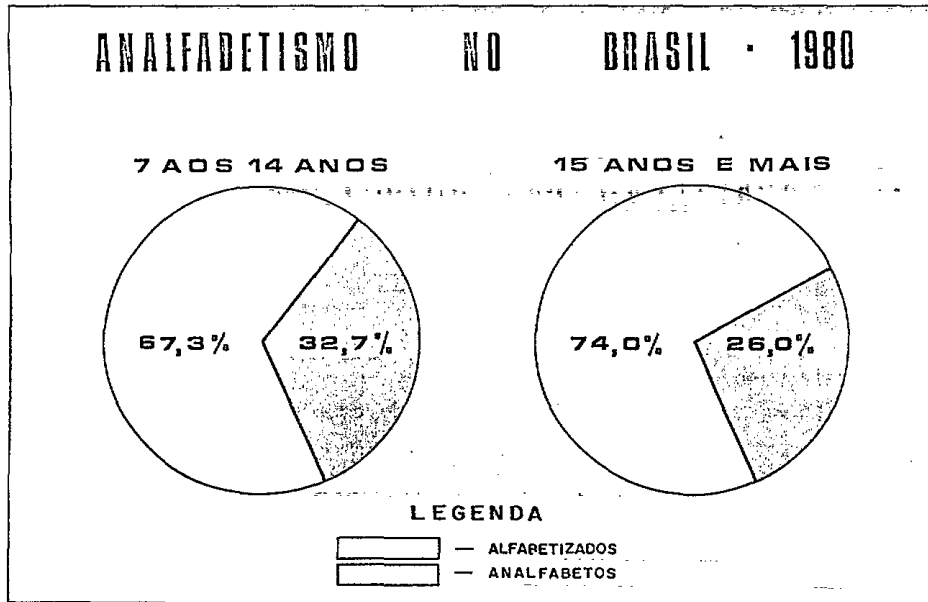 ANALFABETISMO NO BRASIL · 1980
7 AOS 14 ANOS
15 ANOS E MAIS
67,3%
32,7%
74,0%
26,0%
LEGENDA
— ALFABETIZADOS
— ANALFABETOS